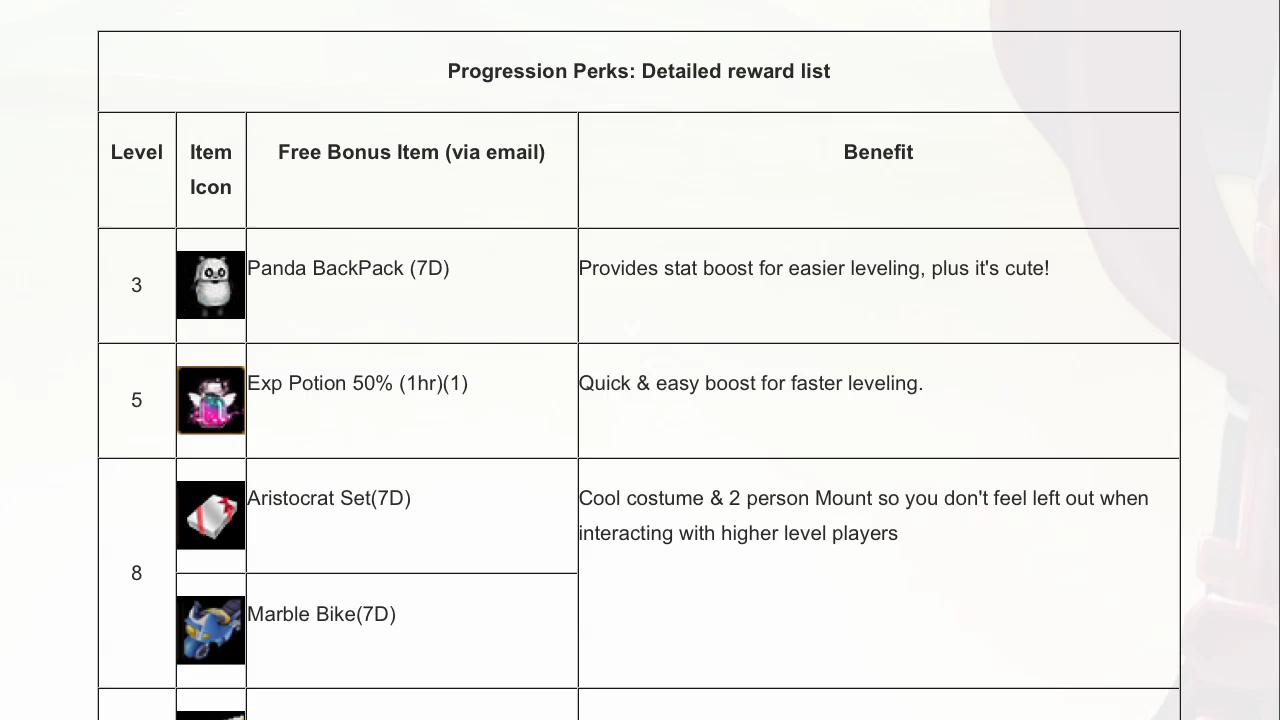 Progression Perks: Detailed reward list
Level
Item
Icon
Free Bonus Item (via email)
Benefit
3
Panda BackPack (7D)
Provides stat boost for easier leveling, plus it's cute!
5
Exp Potion 50% (1hr)(1)
Quick & easy boost for faster leveling.
8
Aristocrat Set(7D)
Cool costume & 2 person Mount so you don't feel left out when
interacting with higher level players
Marble Bike(7D)